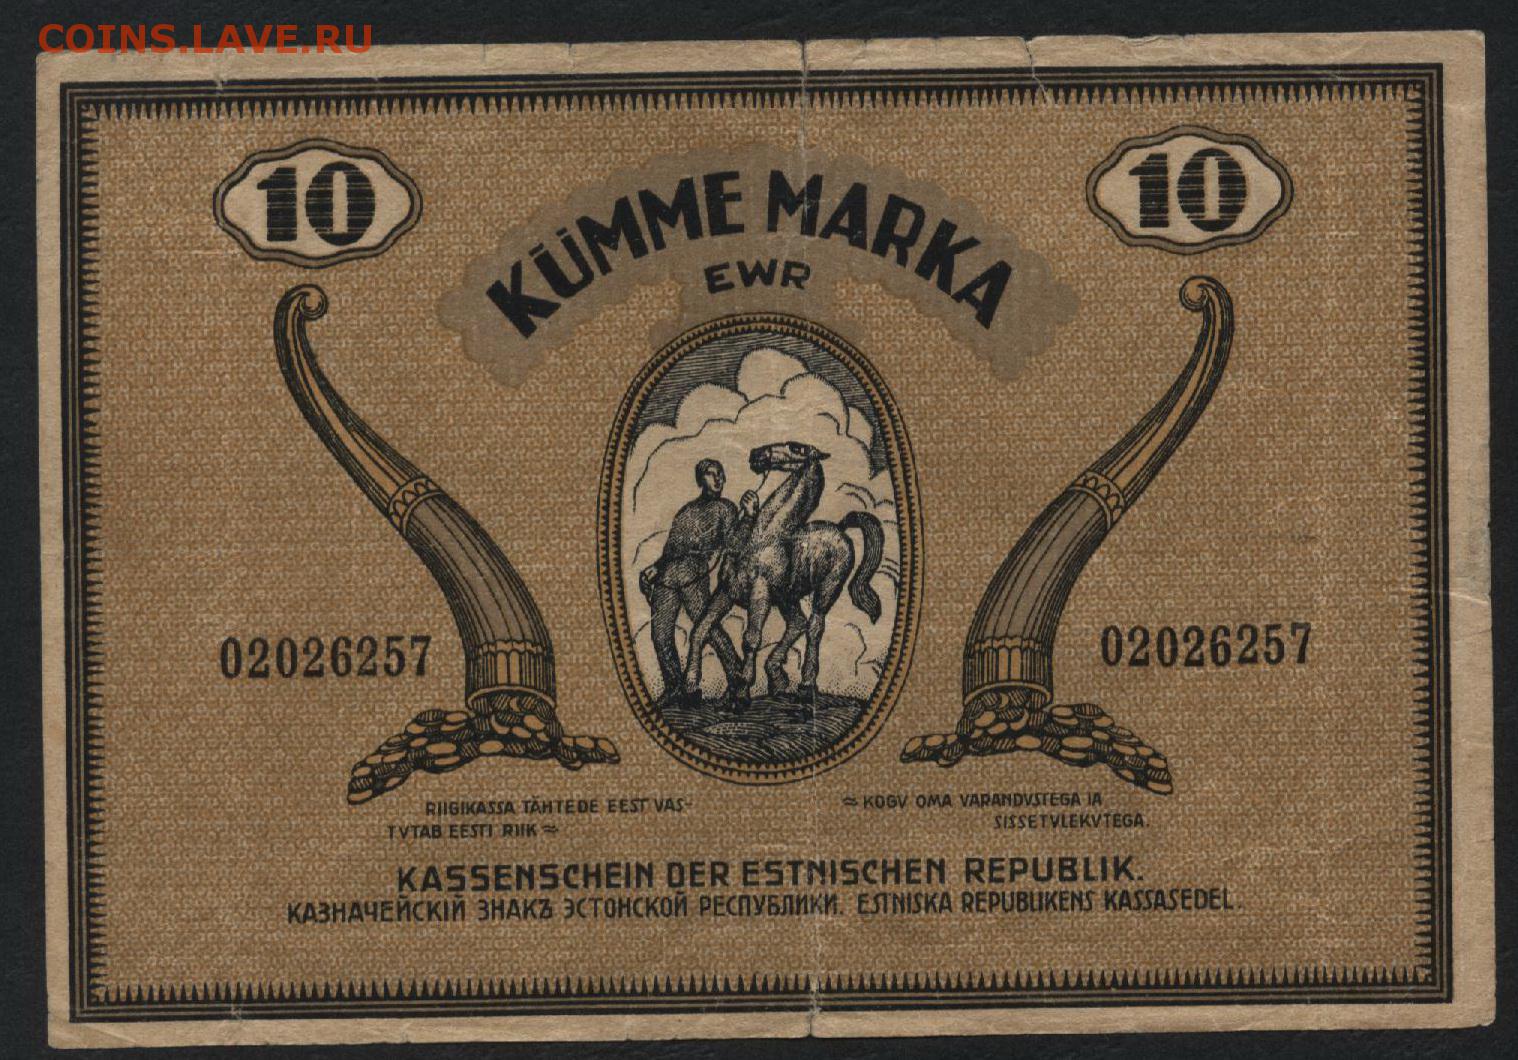 COINS.LAVE.RU
10
10
KÜMME MARKA
EWR
02026257
02026257
RIIGIKASSA TÄHTEDE EEST VAS-
TVTAB EESTI RIIK ≈
≈ KOGV OMA VARANDVSTEGA IA
SISSETVLEKVTEGA.
KASSENSCHEIN DER ESTNISCHEN REPUBLIK.
КАЗНАЧЕЙСКІЙ ЗНАКЪ ЭСТОНСКОЙ РЕСПУБЛИКИ. ESTNISKA REPUBLIKENS KASSASEDEL.